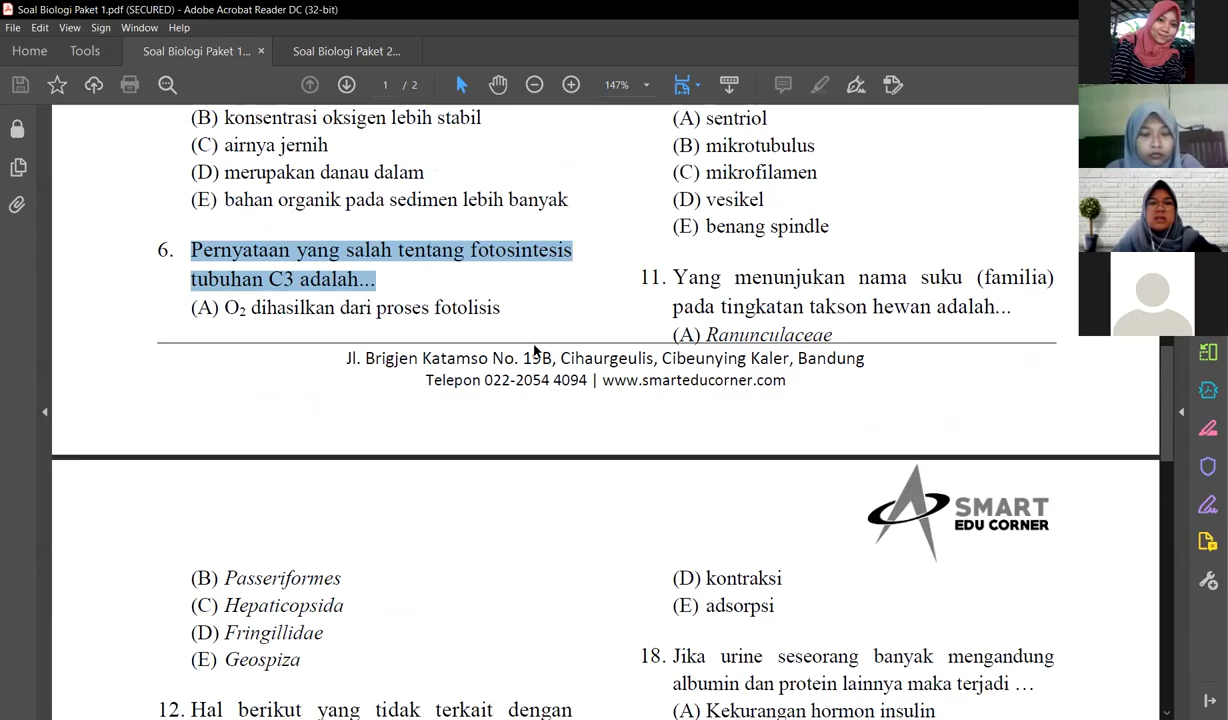 Soal Biologi Paket 1.pdf (SECURED) - Adobe Acrobat Reader DC (32-bit)
File Edit View Sign Window Help
Home Tools Soal Biologi Paket 1... × Soal Biologi Paket 2...
1 / 2 147%
(B) konsentrasi oksigen lebih stabil
(C) airnya jernih
(D) merupakan danau dalam
(E) bahan organik pada sedimen lebih banyak
6. Pernyataan yang salah tentang fotosintesis
tubuhan C3 adalah...
(A) O₂ dihasilkan dari proses fotolisis
(A) sentriol
(B) mikrotubulus
(C) mikrofilamen
(D) vesikel
(E) benang spindle
11. Yang menunjukan nama suku (familia)
pada tingkatan takson hewan adalah...
(A) Ranunculaceae
Jl. Brigjen Katamso No. 19B, Cihaurgeulis, Cibeunying Kaler, Bandung
Telepon 022-2054 4094 | www.smarteducorner.com
SMART
EDU CORNER
(B) Passeriformes
(C) Hepaticopsida
(D) Fringillidae
(E) Geospiza
12. Hal berikut yang tidak terkait dengan
(D) kontraksi
(E) adsorpsi
18. Jika urine seseorang banyak mengandung
albumin dan protein lainnya maka terjadi …
(A) Kekurangan hormon insulin